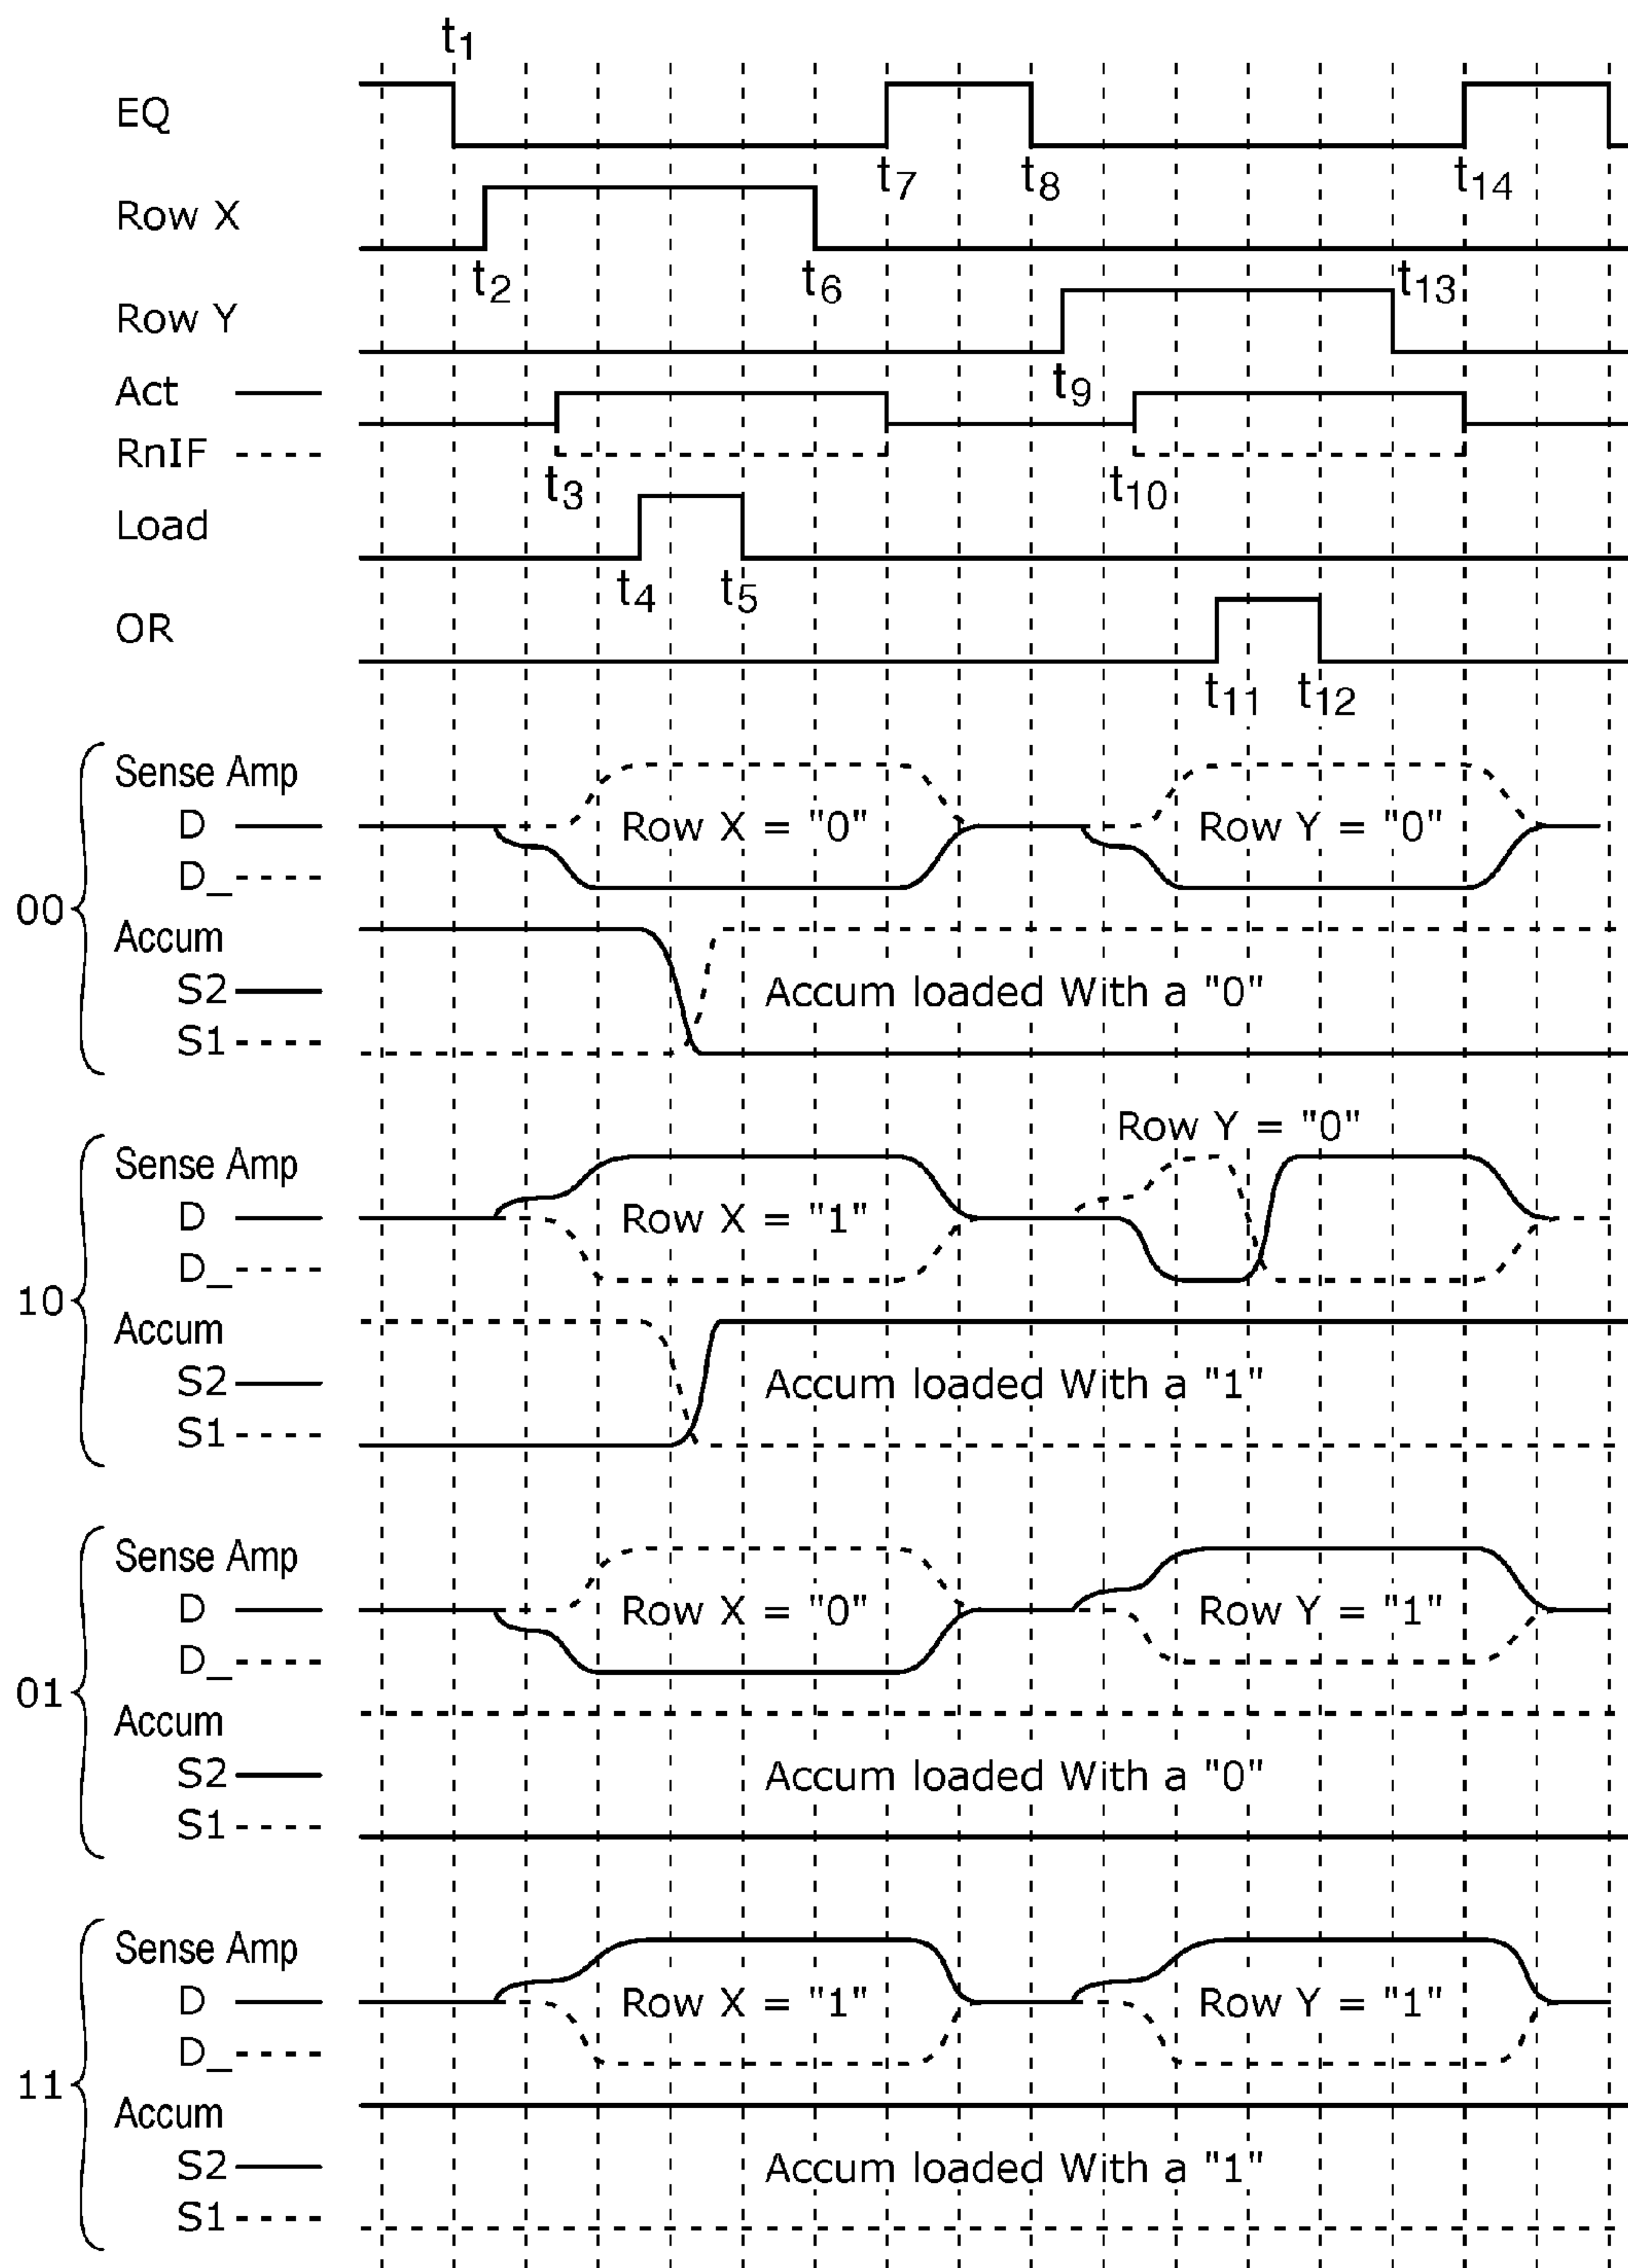 t1
EQ
t7 t8 t14
Row X
t2 t6 t13
Row Y
t9
Act
RnIF
t3 t10
Load
t4 t5
OR
t11 t12
00
Sense Amp
D Row X = "0" Row Y = "0"
D_
Accum
S2 Accum loaded With a "0"
S1
Row Y = "0"
10
Sense Amp
D Row X = "1"
D_
Accum
S2 Accum loaded With a "1"
S1
01
Sense Amp
D Row X = "0" Row Y = "1"
D_
Accum
S2 Accum loaded With a "0"
S1
11
Sense Amp
D Row X = "1" Row Y = "1"
D_
Accum
S2 Accum loaded With a "1"
S1